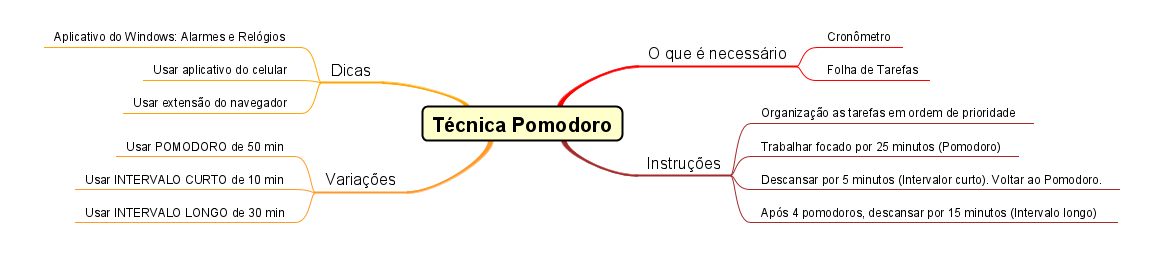 Técnica Pomodoro
O que é necessário
Cronômetro
Folha de Tarefas
Instruções
Organização as tarefas em ordem de prioridade
Trabalhar focado por 25 minutos (Pomodoro)
Descansar por 5 minutos (Intervalor curto). Voltar ao Pomodoro.
Após 4 pomodoros, descansar por 15 minutos (Intervalo longo)
Dicas
Aplicativo do Windows: Alarmes e Relógios
Usar aplicativo do celular
Usar extensão do navegador
Variações
Usar POMODORO de 50 min
Usar INTERVALO CURTO de 10 min
Usar INTERVALO LONGO de 30 min